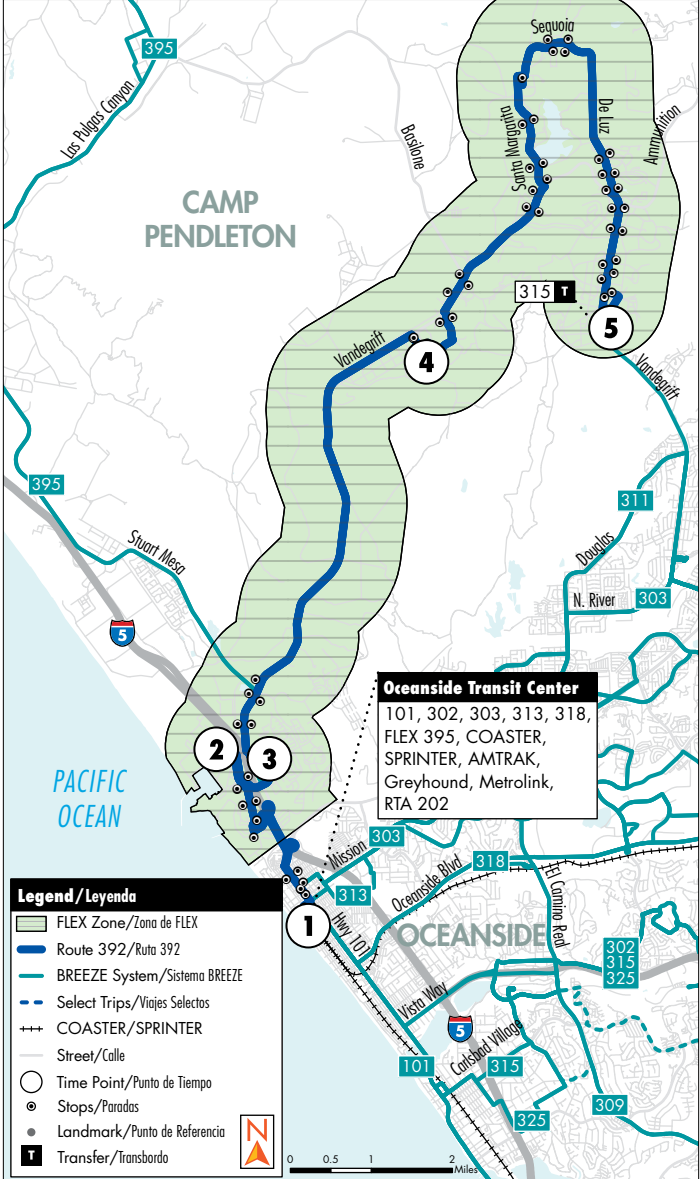 395
Las Pulgas Canyon
Basilone
Sequoia
Santa Margarita
De Luz
Ammunition
CAMP
PENDLETON
315 T
5
4
Vandegrift
Vandegrift
395
Stuart Mesa
5
311
Douglas
N. River
303
2
3
PACIFIC
OCEAN
Oceanside Transit Center
101, 302, 303, 313, 318,
FLEX 395, COASTER,
SPRINTER, AMTRAK,
Greyhound, Metrolink,
RTA 202
Mission
303
313
Oceanside Blvd
318
El Camino Real
1
Hwy 101
OCEANSIDE
302
315
325
Vista Way
5
Carlsbad Village
101
315
325
309
Legend/Leyenda
FLEX Zone/Zona de FLEX
Route 392/Ruta 392
BREEZE System/Sistema BREEZE
Select Trips/Viajes Selectos
COASTER/SPRINTER
Street/Calle
Time Point/Punto de Tiempo
Stops/Paradas
Landmark/Punto de Referencia
T Transfer/Transbordo
N
0 0.5 1 2
Miles